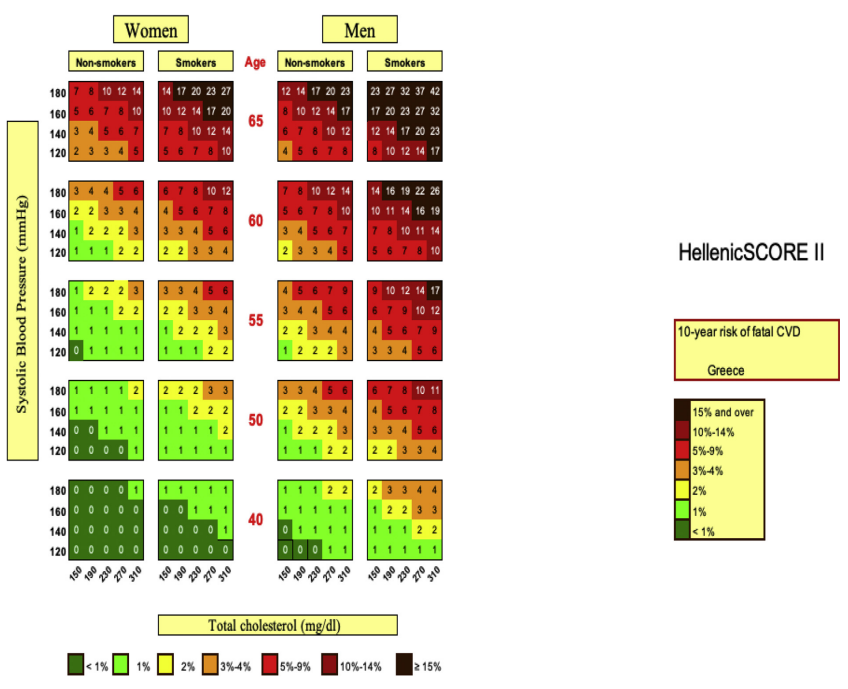 Women Men
Non-smokers Smokers Age Non-smokers Smokers
180 7 8 10 12 14 14 17 20 23 27 12 14 17 20 23 23 27 32 37 42
160 5 6 7 8 10 10 12 14 17 20 8 10 12 14 17 17 20 23 27 32
65
140 3 4 5 6 7 7 8 10 12 14 6 7 8 10 12 12 14 17 20 23
120 2 3 3 4 5 5 6 7 8 10 4 5 6 7 8 8 10 12 14 17
180 3 4 4 5 6 6 7 8 10 12 7 8 10 12 14 14 16 19 22 26
160 2 2 3 3 4 4 5 6 7 8 5 6 7 8 10 10 11 14 16 19
60
140 1 2 2 2 3 3 3 4 5 6 3 4 5 6 7 7 8 10 11 14
120 1 1 1 2 2 2 2 3 3 4 2 3 3 4 5 5 6 7 8 10
180 1 2 2 2 3 3 3 4 5 6 4 5 6 7 9 9 10 12 14 17
160 1 1 1 2 2 2 2 3 3 4 3 4 4 5 6 6 7 9 10 12
55
140 1 1 1 1 1 1 2 2 2 3 2 2 3 4 4 4 5 6 7 9
120 0 1 1 1 1 1 1 1 2 2 1 2 2 2 3 3 3 4 5 6
180 1 1 1 1 2 2 2 2 3 3 3 3 4 5 6 6 7 8 10 11
160 1 1 1 1 1 1 1 2 2 2 2 2 3 3 4 4 5 6 7 8
50
140 0 0 1 1 1 1 1 1 1 2 1 2 2 2 3 3 3 4 5 6
120 0 0 0 0 1 1 1 1 1 1 1 1 1 2 2 2 2 3 3 4
180 0 0 0 0 1 1 1 1 1 1 1 1 1 2 2 2 3 3 4 4
160 0 0 0 0 0 0 0 1 1 1 1 1 1 1 1 1 2 2 3 3
40
140 0 0 0 0 0 0 0 0 0 1 0 1 1 1 1 1 1 1 2 2
120 0 0 0 0 0 0 0 0 0 0 0 0 0 1 1 1 1 1 1 1
150 190 230 270 310 150 190 230 270 310 150 190 230 270 310 150 190 230 270 310
Systolic Blood Pressure (mmHg)
Total cholesterol (mg/dl)
< 1% 1% 2% 3%-4% 5%-9% 10%-14% ≥ 15%
HellenicSCORE II
10-year risk of fatal CVD
Greece
15% and over
10%-14%
5%-9%
3%-4%
2%
1%
< 1%